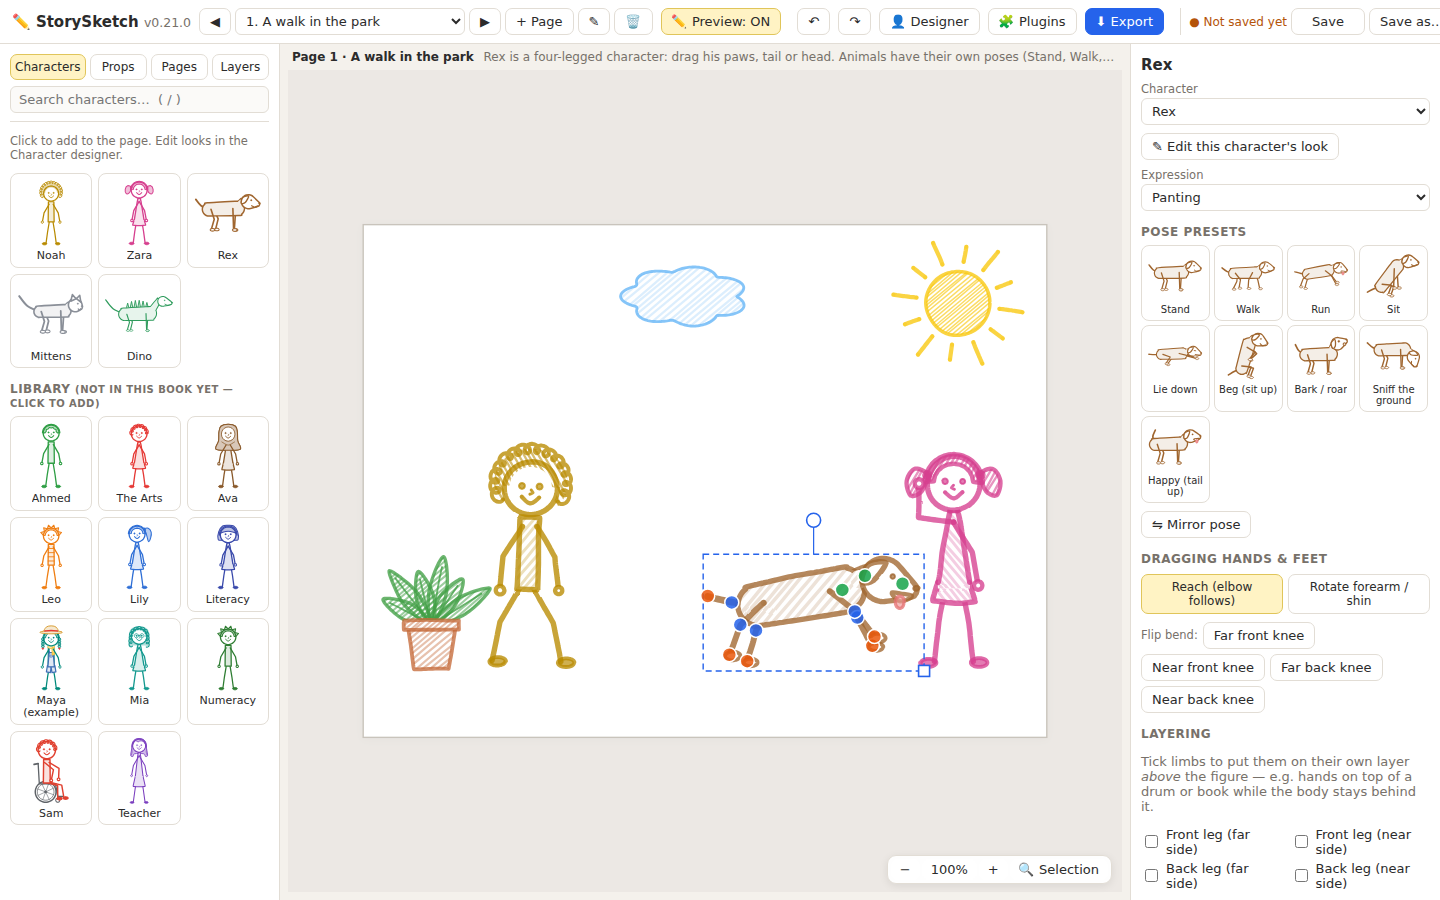 ✏️ StorySketch v0.21.0 ◀ 1. A walk in the park ▶ + Page ✎ 🗑️ ✏️ Preview: ON ↶ ↷ 👤 Designer 🧩 Plugins ⬇ Export ● Not saved yet Save Save as...
Characters Props Pages Layers
Search characters... ( / )
Click to add to the page. Edit looks in the
Character designer.
Noah Zara Rex
Mittens Dino
LIBRARY (NOT IN THIS BOOK YET —
CLICK TO ADD)
Ahmed The Arts Ava
Leo Lily Literacy
Maya
(example)
Mia Numeracy
Sam Teacher
Page 1 · A walk in the park Rex is a four-legged character: drag his paws, tail or head. Animals have their own poses (Stand, Walk,...
− 100% + 🔍 Selection
Rex
Character
Rex
✎ Edit this character's look
Expression
Panting
POSE PRESETS
Stand Walk Run Sit
Lie down Beg (sit up) Bark / roar Sniff the
ground
Happy (tail
up)
⇋ Mirror pose
DRAGGING HANDS & FEET
Reach (elbow
follows)
Rotate forearm /
shin
Flip bend: Far front knee
Near front knee Far back knee
Near back knee
LAYERING
Tick limbs to put them on their own layer
above the figure — e.g. hands on top of a
drum or book while the body stays behind
it.
Front leg (far
side)
Front leg (near
side)
Back leg (far
side)
Back leg (near
side)